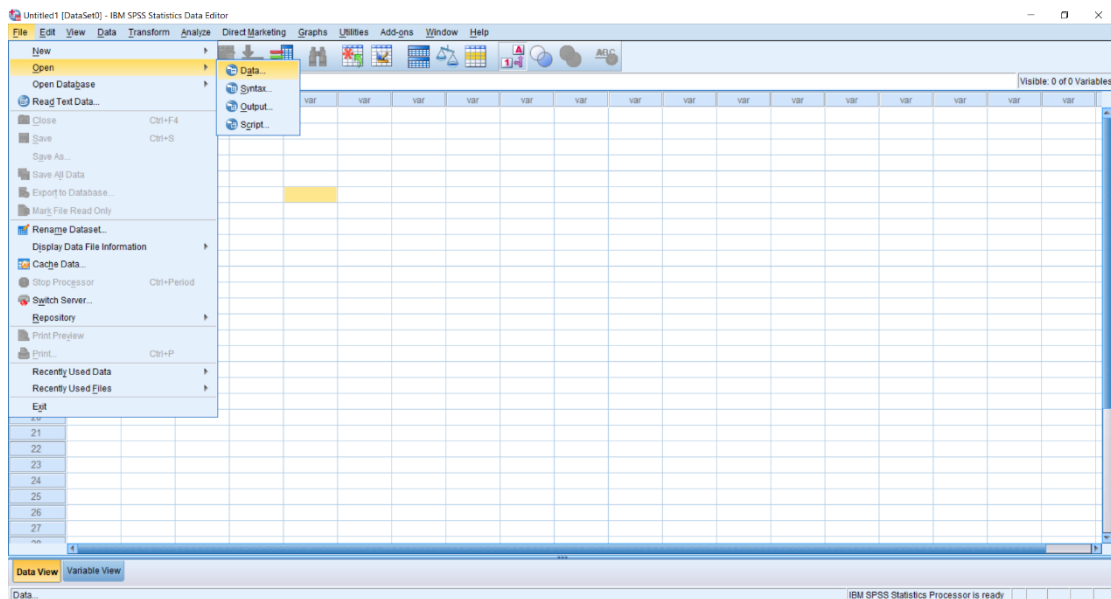 Untitled1 [DataSet0] - IBM SPSS Statistics Data Editor
File Edit View Data Transform Analyze Direct Marketing Graphs Utilities Add-ons Window Help
New
Open
Open Database
Read Text Data...
Close Ctrl+F4
Save Ctrl+S
Save As...
Save All Data
Export to Database...
Mark File Read Only
Rename Dataset...
Display Data File Information
Cache Data...
Stop Processor Ctrl+Period
Switch Server...
Repository
Print Preview
Print... Ctrl+P
Recently Used Data
Recently Used Files
Exit
Data...
Syntax...
Output...
Script...
Visible: 0 of 0 Variables
var var var var var var var var var var var var var var var
21
22
23
24
25
26
27
Data View Variable View
Data... IBM SPSS Statistics Processor is ready